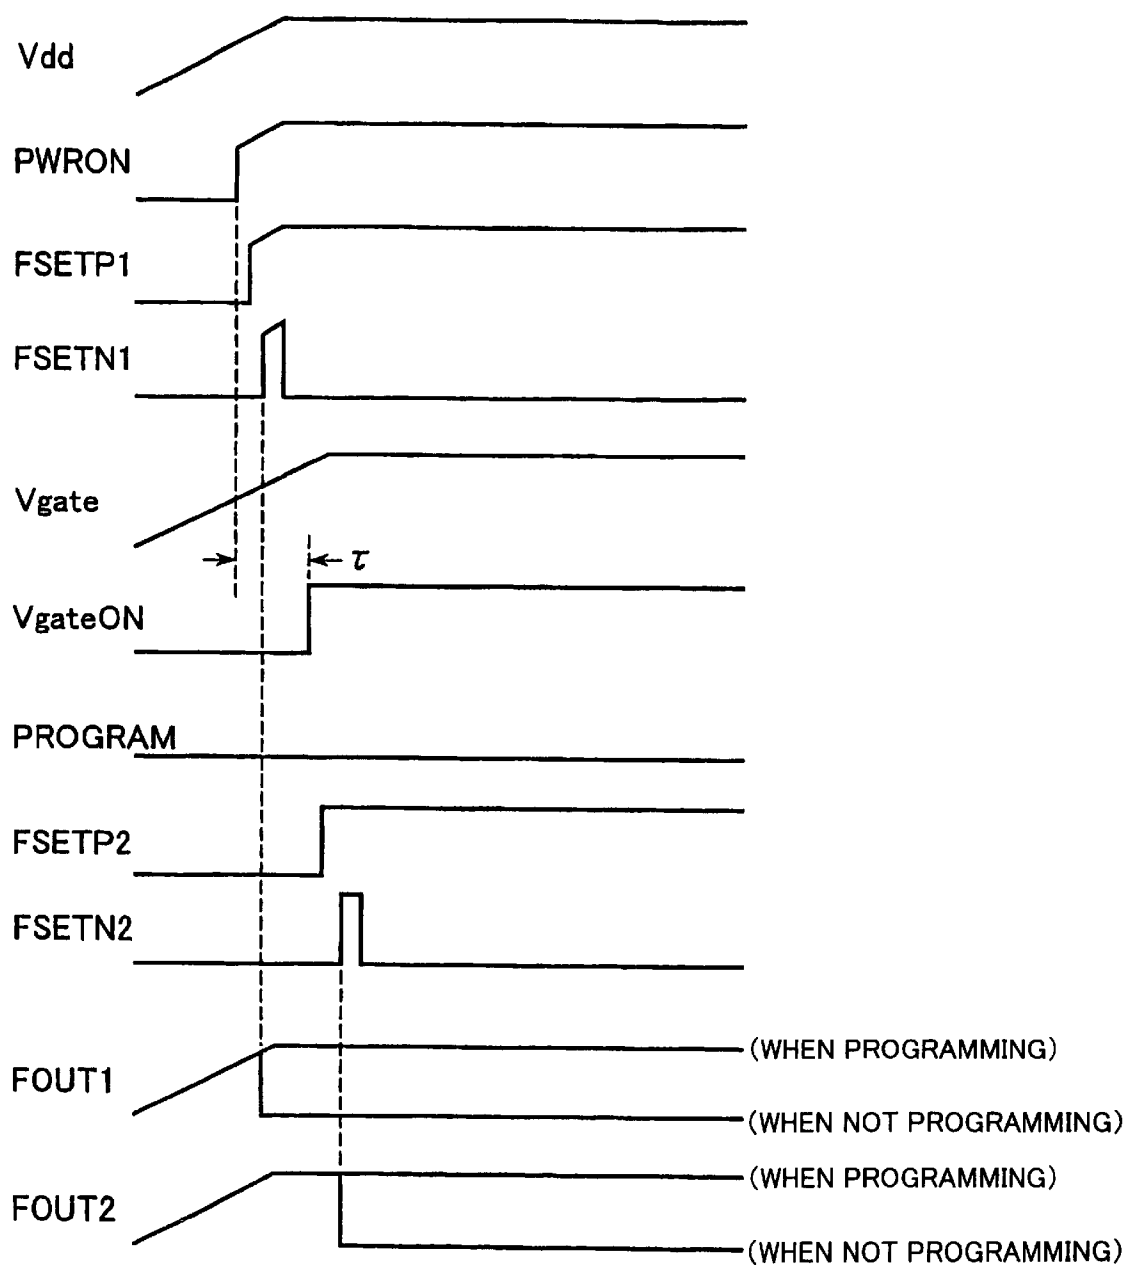 Vdd
PWRON
FSETP1
FSETN1
Vgate
τ
VgateON
PROGRAM
FSETP2
FSETN2
FOUT1
(WHEN PROGRAMMING)
(WHEN NOT PROGRAMMING)
FOUT2
(WHEN PROGRAMMING)
(WHEN NOT PROGRAMMING)